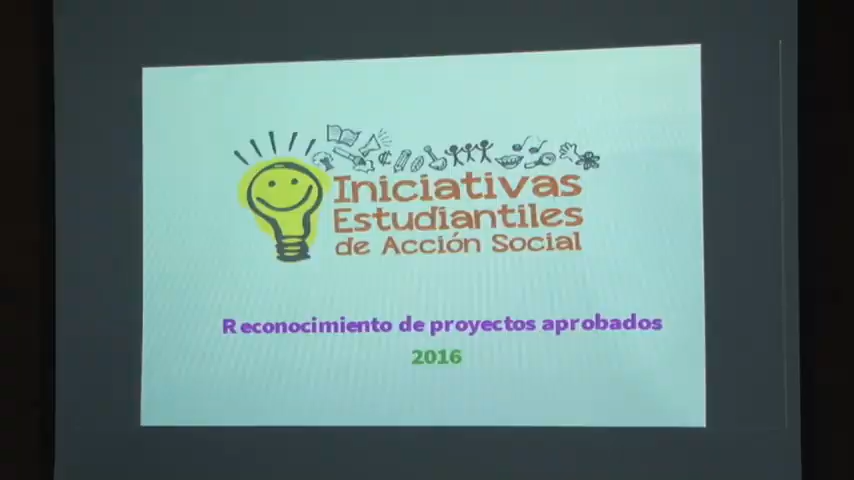 Iniciativas
Estudiantiles
de Acción Social
Reconocimiento de proyectos aprobados
2016